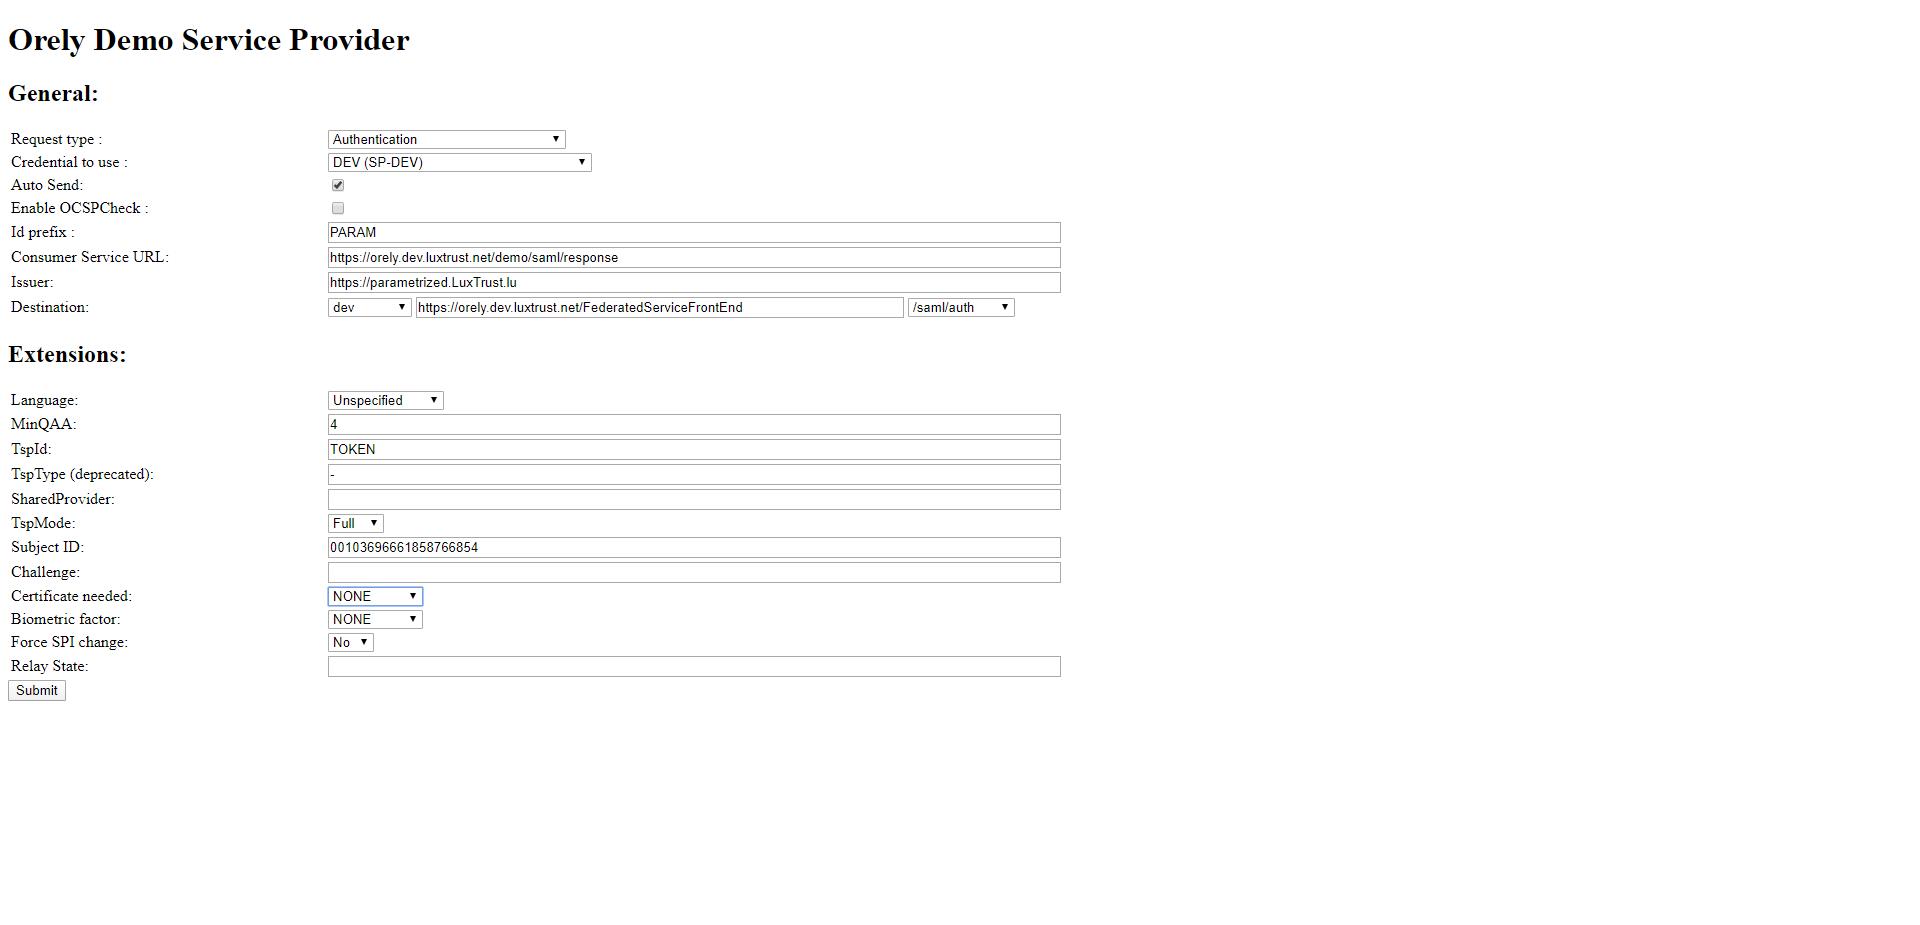 Orely Demo Service Provider
General:
Request type : Authentication
Credential to use : DEV (SP-DEV)
Auto Send:
Enable OCSPCheck :
Id prefix : PARAM
Consumer Service URL: https://orely.dev.luxtrust.net/demo/saml/response
Issuer: https://parametrized.LuxTrust.lu
Destination: dev https://orely.dev.luxtrust.net/FederatedServiceFrontEnd /saml/auth
Extensions:
Language: Unspecified
MinQAA: 4
TspId: TOKEN
TspType (deprecated): -
SharedProvider:
TspMode: Full
Subject ID: 00103696661858766854
Challenge:
Certificate needed: NONE
Biometric factor: NONE
Force SPI change: No
Relay State:
Submit